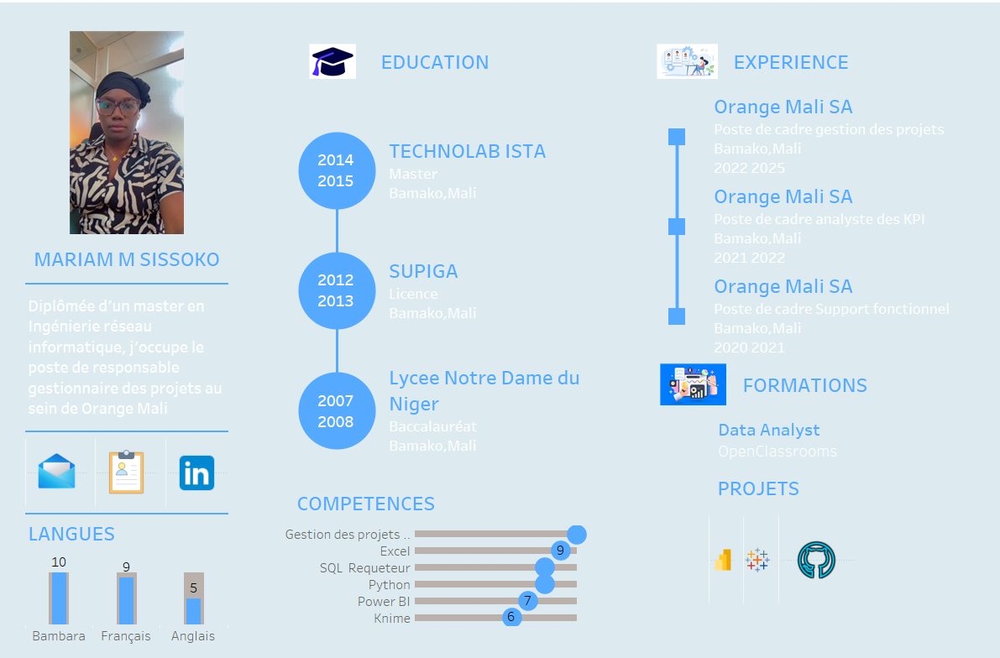 MARIAM M SISSOKO
Diplômée d'un master en
Ingénierie réseau
informatique, j'occupe le
poste de responsable
gestionnaire des projets au
sein de Orange Mali
in
LANGUES
10
9
5
Bambara
Français
Anglais
EDUCATION
2014
2015
TECHNOLAB ISTA
Master
Bamako,Mali
2012
2013
SUPIGA
Licence
Bamako,Mali
2007
2008
Lycee Notre Dame du
Niger
Baccalauréat
Bamako,Mali
COMPETENCES
Gestion des projets ..
Excel
9
SQL Requeteur
Python
Power BI
7
Knime
6
EXPERIENCE
Orange Mali SA
Poste de cadre gestion des projets
Bamako,Mali
2022 2025
Orange Mali SA
Poste de cadre analyste des KPI
Bamako,Mali
2021 2022
Orange Mali SA
Poste de cadre Support fonctionnel
Bamako,Mali
2020 2021
FORMATIONS
Data Analyst
OpenClassrooms
PROJETS